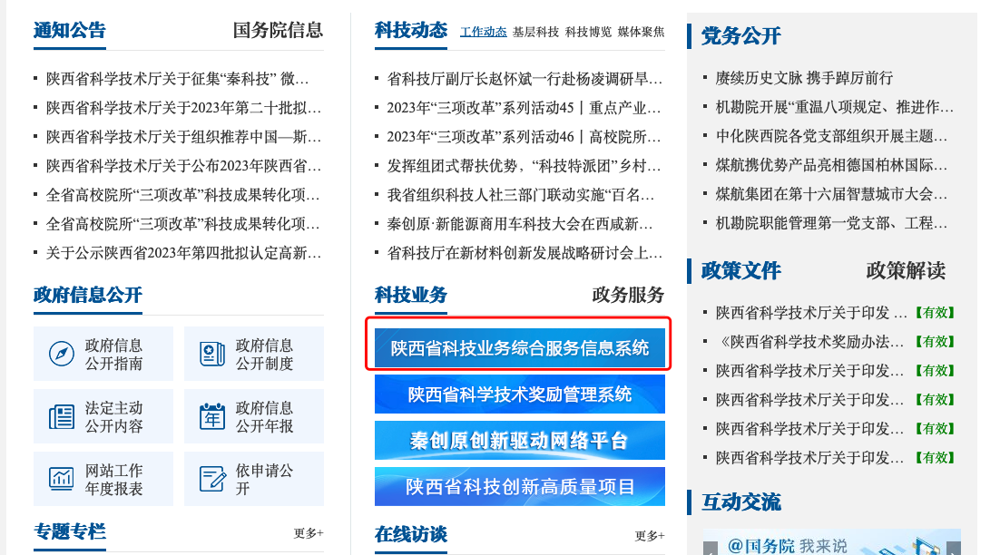 通知公告 国务院信息
陕西省科学技术厅关于征集“秦科技” 微...
陕西省科学技术厅关于2023年第二十批拟...
陕西省科学技术厅关于组织推荐中国—斯...
陕西省科学技术厅关于公布2023年陕西省...
全省高校院所“三项改革”科技成果转化项...
全省高校院所“三项改革”科技成果转化项...
关于公示陕西省2023年第四批拟认定高新...
政府信息公开
政府信息
公开指南
政府信息
公开制度
法定主动
公开内容
年
政府信息
公开年报
网站工作
年度报表
依申请公
开
专题专栏 更多+
科技动态 工作动态 基层科技 科技博览 媒体聚焦
省科技厅副厅长赵怀斌一行赴杨凌调研旱...
2023年“三项改革”系列活动45丨重点产业...
2023年“三项改革”系列活动46丨高校院所...
发挥组团式帮扶优势，“科技特派团”乡村...
我省组织科技人社三部门联动实施“百名...
秦创原·新能源商用车科技大会在西咸新...
省科技厅在新材料创新发展战略研讨会上...
科技业务 政务服务
陕西省科技业务综合服务信息系统
陕西省科学技术奖励管理系统
秦创原创新驱动网络平台
陕西省科技创新高质量项目
在线访谈 更多+
党务公开
赓续历史文脉 携手踔厉前行
机勘院开展“重温八项规定、推进作...
中化陕西院各党支部组织开展主题...
煤航携优势产品亮相德国柏林国际...
煤航集团在第十六届智慧城市大会...
机勘院职能管理第一党支部、工程...
政策文件 政策解读
陕西省科学技术厅关于印发 ... 【有效】
《陕西省科学技术奖励办法... 【有效】
陕西省科学技术厅关于印发... 【有效】
陕西省科学技术厅关于印发... 【有效】
陕西省科学技术厅关于印发... 【有效】
陕西省科学技术厅关于印发... 【有效】
互动交流
@国务院 我来说